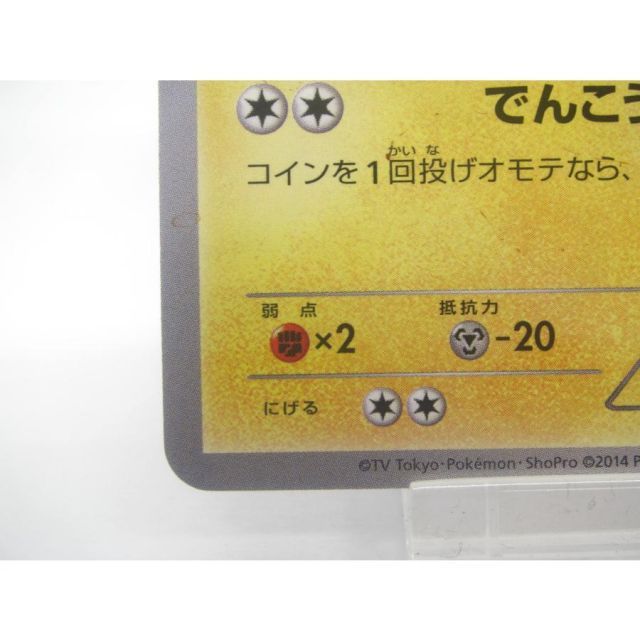 でんこう
かい な
コインを1回投げオモテなら、
弱点 抵抗力
×2 -20
にげる
©TV Tokyo・Pokémon・ShoPro ©2014 P